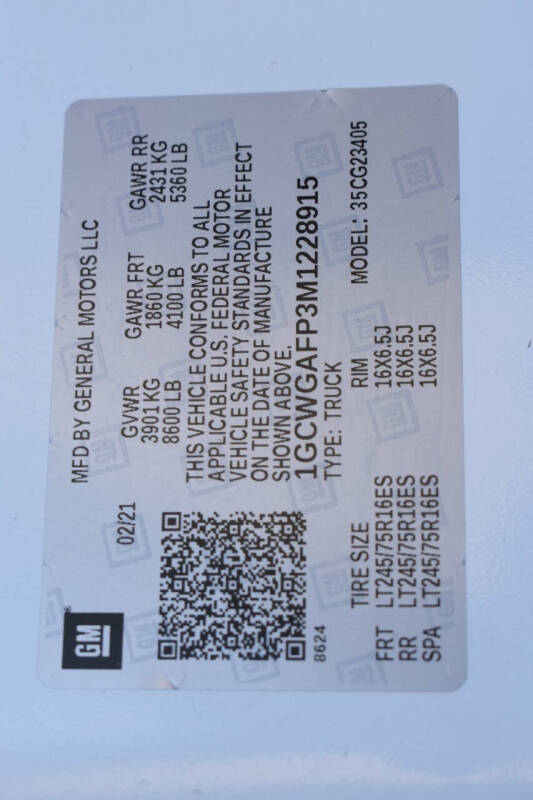 GM
02/21
MFD BY GENERAL MOTORS LLC
GVWR GAWR FRT GAWR RR
3901 KG 1860 KG 2431 KG
8600 LB 4100 LB 5360 LB
THIS VEHICLE CONFORMS TO ALL
APPLICABLE U.S. FEDERAL MOTOR
VEHICLE SAFETY STANDARDS IN EFFECT
ON THE DATE OF MANUFACTURE
SHOWN ABOVE.
1GCWGAFP3M1228915
8624
TYPE: TRUCK
TIRE SIZE RIM MODEL: 35CG23405
FRT LT245/75R16ES 16X6.5J
RR LT245/75R16ES 16X6.5J
SPA LT245/75R16ES 16X6.5J